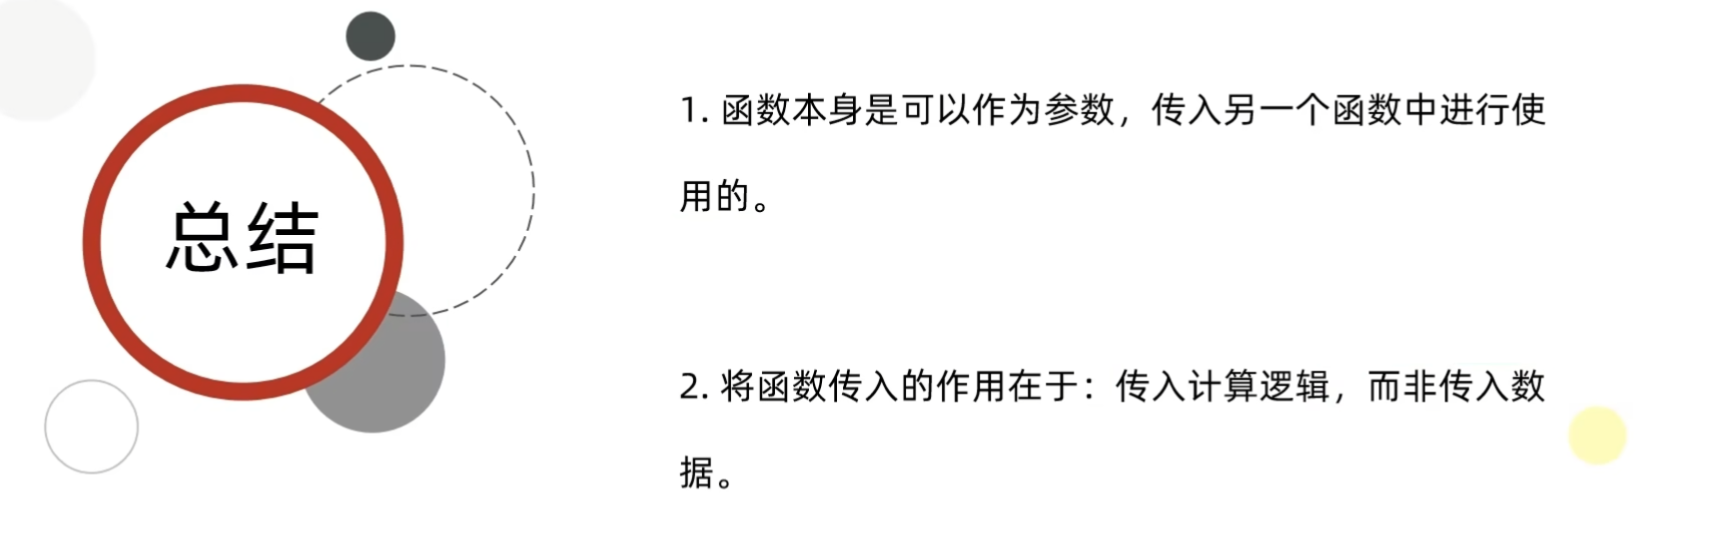 总结
1. 函数本身是可以作为参数，传入另一个函数中进行使
用的。
2. 将函数传入的作用在于：传入计算逻辑，而非传入数
据。